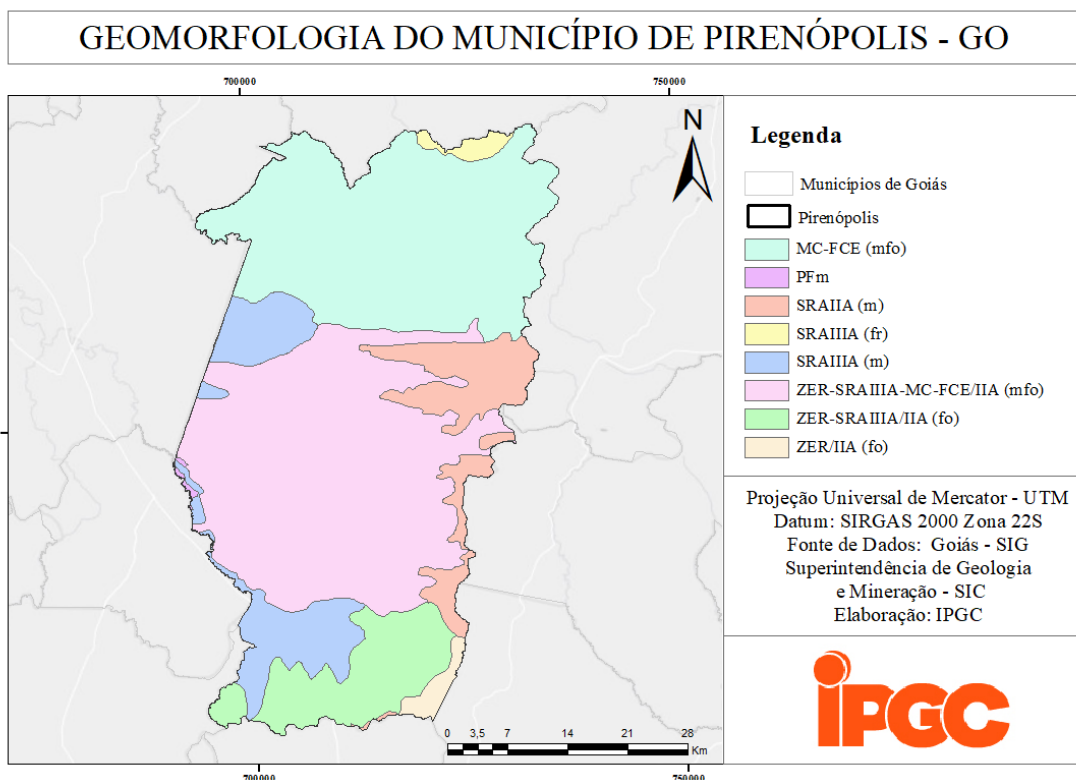 GEOMORFOLOGIA DO MUNICÍPIO DE PIRENÓPOLIS - GO
700000
750000
N
Legenda
Municípios de Goiás
Pirenópolis
MC-FCE (mfo)
PFm
SRAIIA (m)
SRAIIIA (fr)
SRAIIIA (m)
ZER-SRAIIIA-MC-FCE/IIA (mfo)
ZER-SRAIIIA/IIA (fo)
ZER/IIA (fo)
Projeção Universal de Mercator - UTM
Datum: SIRGAS 2000 Zona 22S
Fonte de Dados: Goiás - SIG
Superintendência de Geologia
e Mineração - SIC
Elaboração: IPGC
iPGC
0 3,5 7 14 21 28
Km
700000
750000